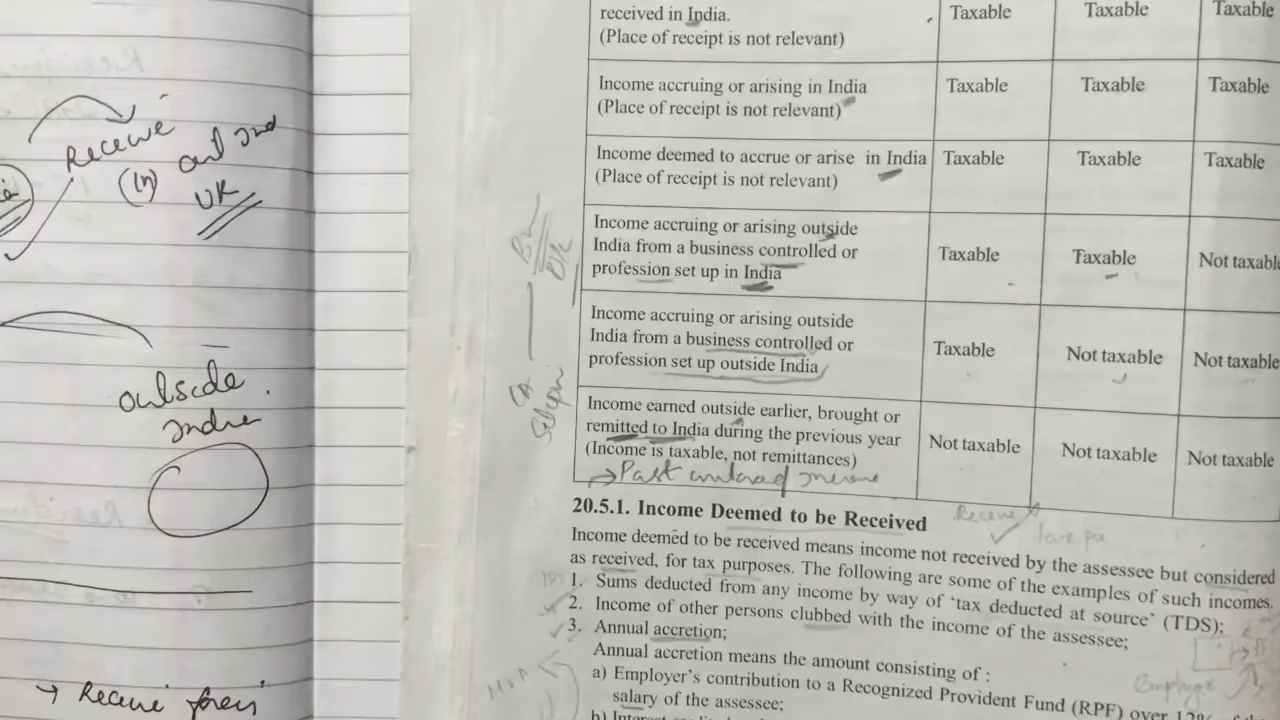 Receive
(in) out Ind
UK
outside
India
→ Receive
received in India. Taxable Taxable Taxable
(Place of receipt is not relevant)
Income accruing or arising in India Taxable Taxable Taxable
(Place of receipt is not relevant)
Income deemed to accrue or arise in India Taxable Taxable Taxable
(Place of receipt is not relevant)
Income accruing or arising outside
India from a business controlled or Taxable Taxable Not taxable
profession set up in India
Income accruing or arising outside
India from a business controlled or Taxable Not taxable Not taxable
profession set up outside India
Income earned outside earlier, brought or
remitted to India during the previous year Not taxable Not taxable Not taxable
(Income is taxable, not remittances)
→ Past
20.5.1. Income Deemed to be Received
Receive
Income deemed to be received means income not received by the assessee but considered
as received, for tax purposes. The following are some of the examples of such incomes.
1. Sums deducted from any income by way of 'tax deducted at source' (TDS);
2. Income of other persons clubbed with the income of the assessee;
3. Annual accretion;
Annual accretion means the amount consisting of :
a) Employer's contribution to a Recognized Provident Fund (RPF) over 12% of the
salary of the assessee;